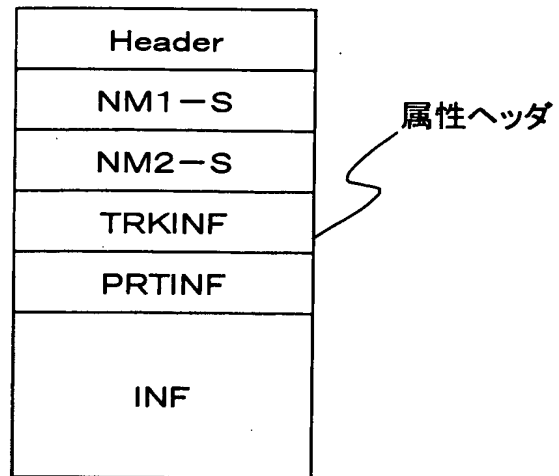 Header
NM1-S
属性ヘッダ
NM2-S
TRKINF
PRTINF
INF